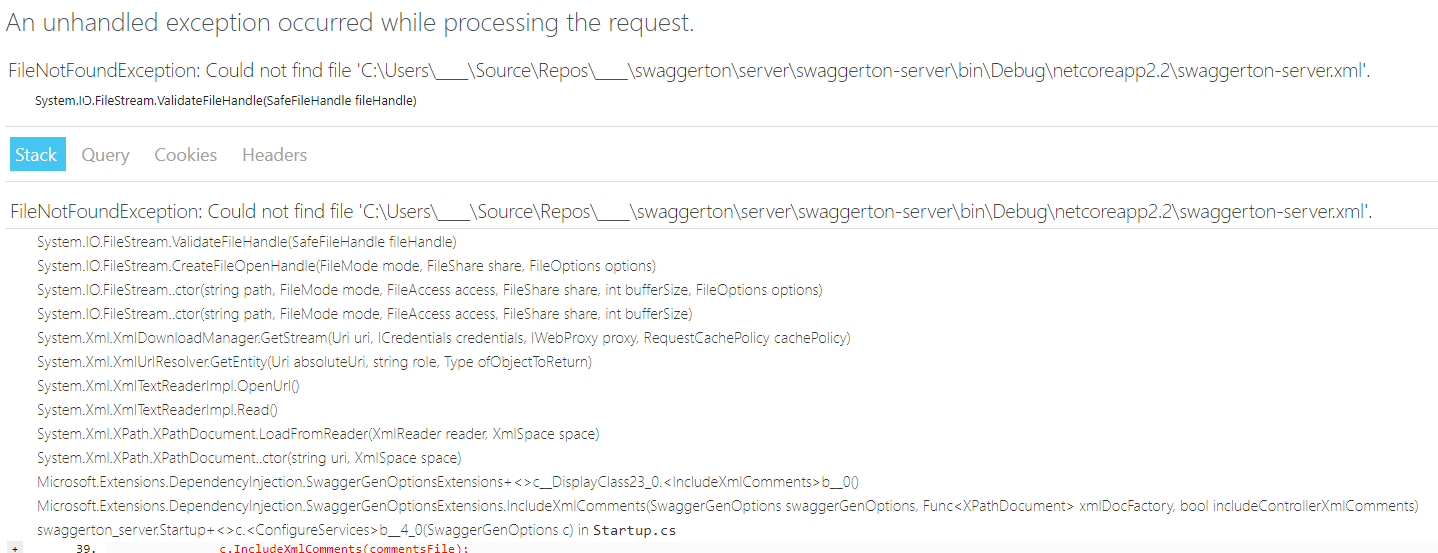 An unhandled exception occurred while processing the request.
FileNotFoundException: Could not find file 'C:\Users\____\Source\Repos\____\swaggerton\server\swaggerton-server\bin\Debug\netcoreapp2.2\swaggerton-server.xml'.
System.IO.FileStream.ValidateFileHandle(SafeFileHandle fileHandle)
Stack Query Cookies Headers
FileNotFoundException: Could not find file 'C:\Users\____\Source\Repos\____\swaggerton\server\swaggerton-server\bin\Debug\netcoreapp2.2\swaggerton-server.xml'.
System.IO.FileStream.ValidateFileHandle(SafeFileHandle fileHandle)
System.IO.FileStream.CreateFileOpenHandle(FileMode mode, FileShare share, FileOptions options)
System.IO.FileStream..ctor(string path, FileMode mode, FileAccess access, FileShare share, int bufferSize, FileOptions options)
System.IO.FileStream..ctor(string path, FileMode mode, FileAccess access, FileShare share, int bufferSize)
System.Xml.XmlDownloadManager.GetStream(Uri uri, ICredentials credentials, IWebProxy proxy, RequestCachePolicy cachePolicy)
System.Xml.XmlUrlResolver.GetEntity(Uri absoluteUri, string role, Type ofObjectToReturn)
System.Xml.XmlTextReaderImpl.OpenUrl()
System.Xml.XmlTextReaderImpl.Read()
System.Xml.XPath.XPathDocument.LoadFromReader(XmlReader reader, XmlSpace space)
System.Xml.XPath.XPathDocument..ctor(string uri, XmlSpace space)
Microsoft.Extensions.DependencyInjection.SwaggerGenOptionsExtensions+<>c__DisplayClass23_0.<IncludeXmlComments>b__0()
Microsoft.Extensions.DependencyInjection.SwaggerGenOptionsExtensions.IncludeXmlComments(SwaggerGenOptions swaggerGenOptions, Func<XPathDocument> xmlDocFactory, bool includeControllerXmlComments)
swaggerton_server.Startup+<>c.<ConfigureServices>b__4_0(SwaggerGenOptions c) in Startup.cs
+ 39. c.IncludeXmlComments(commentsFile);